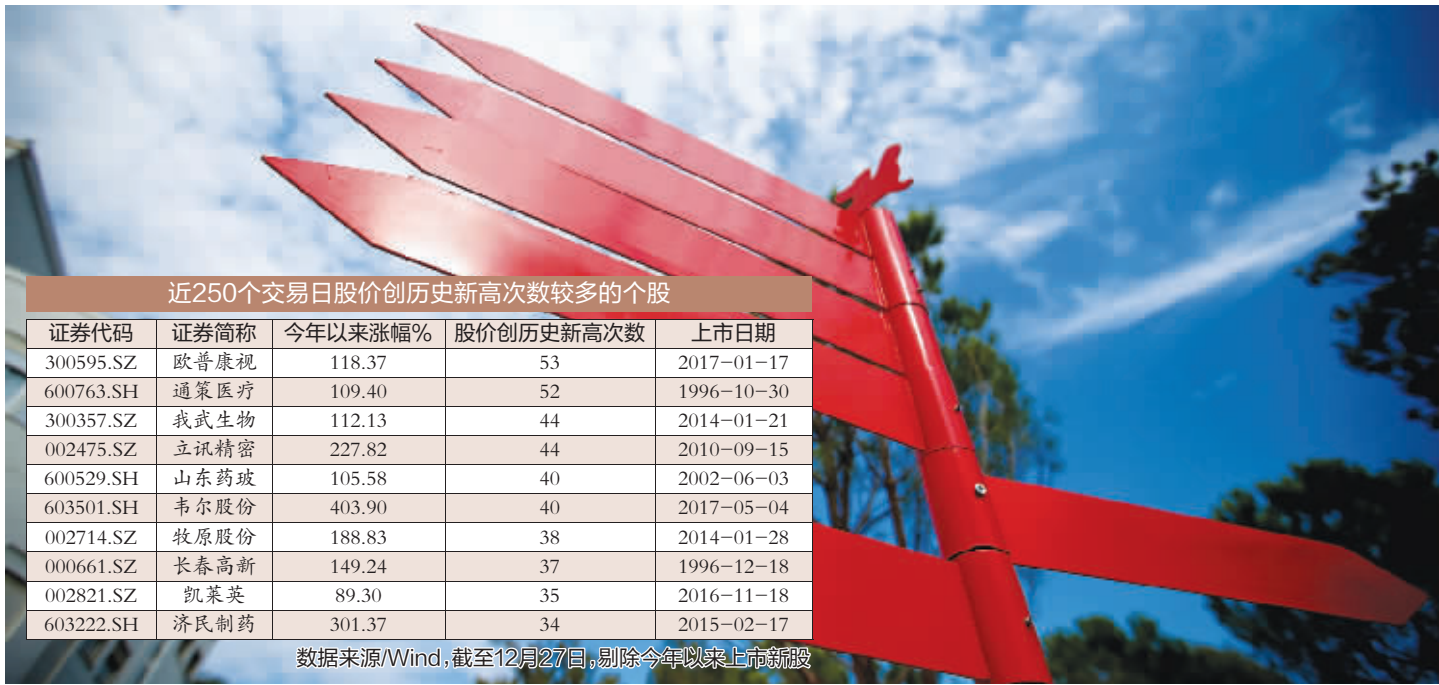 近250个交易日股价创历史新高次数较多的个股
证券代码 证券简称 今年以来涨幅% 股价创历史新高次数 上市日期
300595.SZ 欧普康视 118.37 53 2017-01-17
600763.SH 通策医疗 109.40 52 1996-10-30
300357.SZ 我武生物 112.13 44 2014-01-21
002475.SZ 立讯精密 227.82 44 2010-09-15
600529.SH 山东药玻 105.58 40 2002-06-03
603501.SH 韦尔股份 403.90 40 2017-05-04
002714.SZ 牧原股份 188.83 38 2014-01-28
000661.SZ 长春高新 149.24 37 1996-12-18
002821.SZ 凯莱英 89.30 35 2016-11-18
603222.SH 济民制药 301.37 34 2015-02-17
数据来源/Wind,截至12月27日,剔除今年以来上市新股